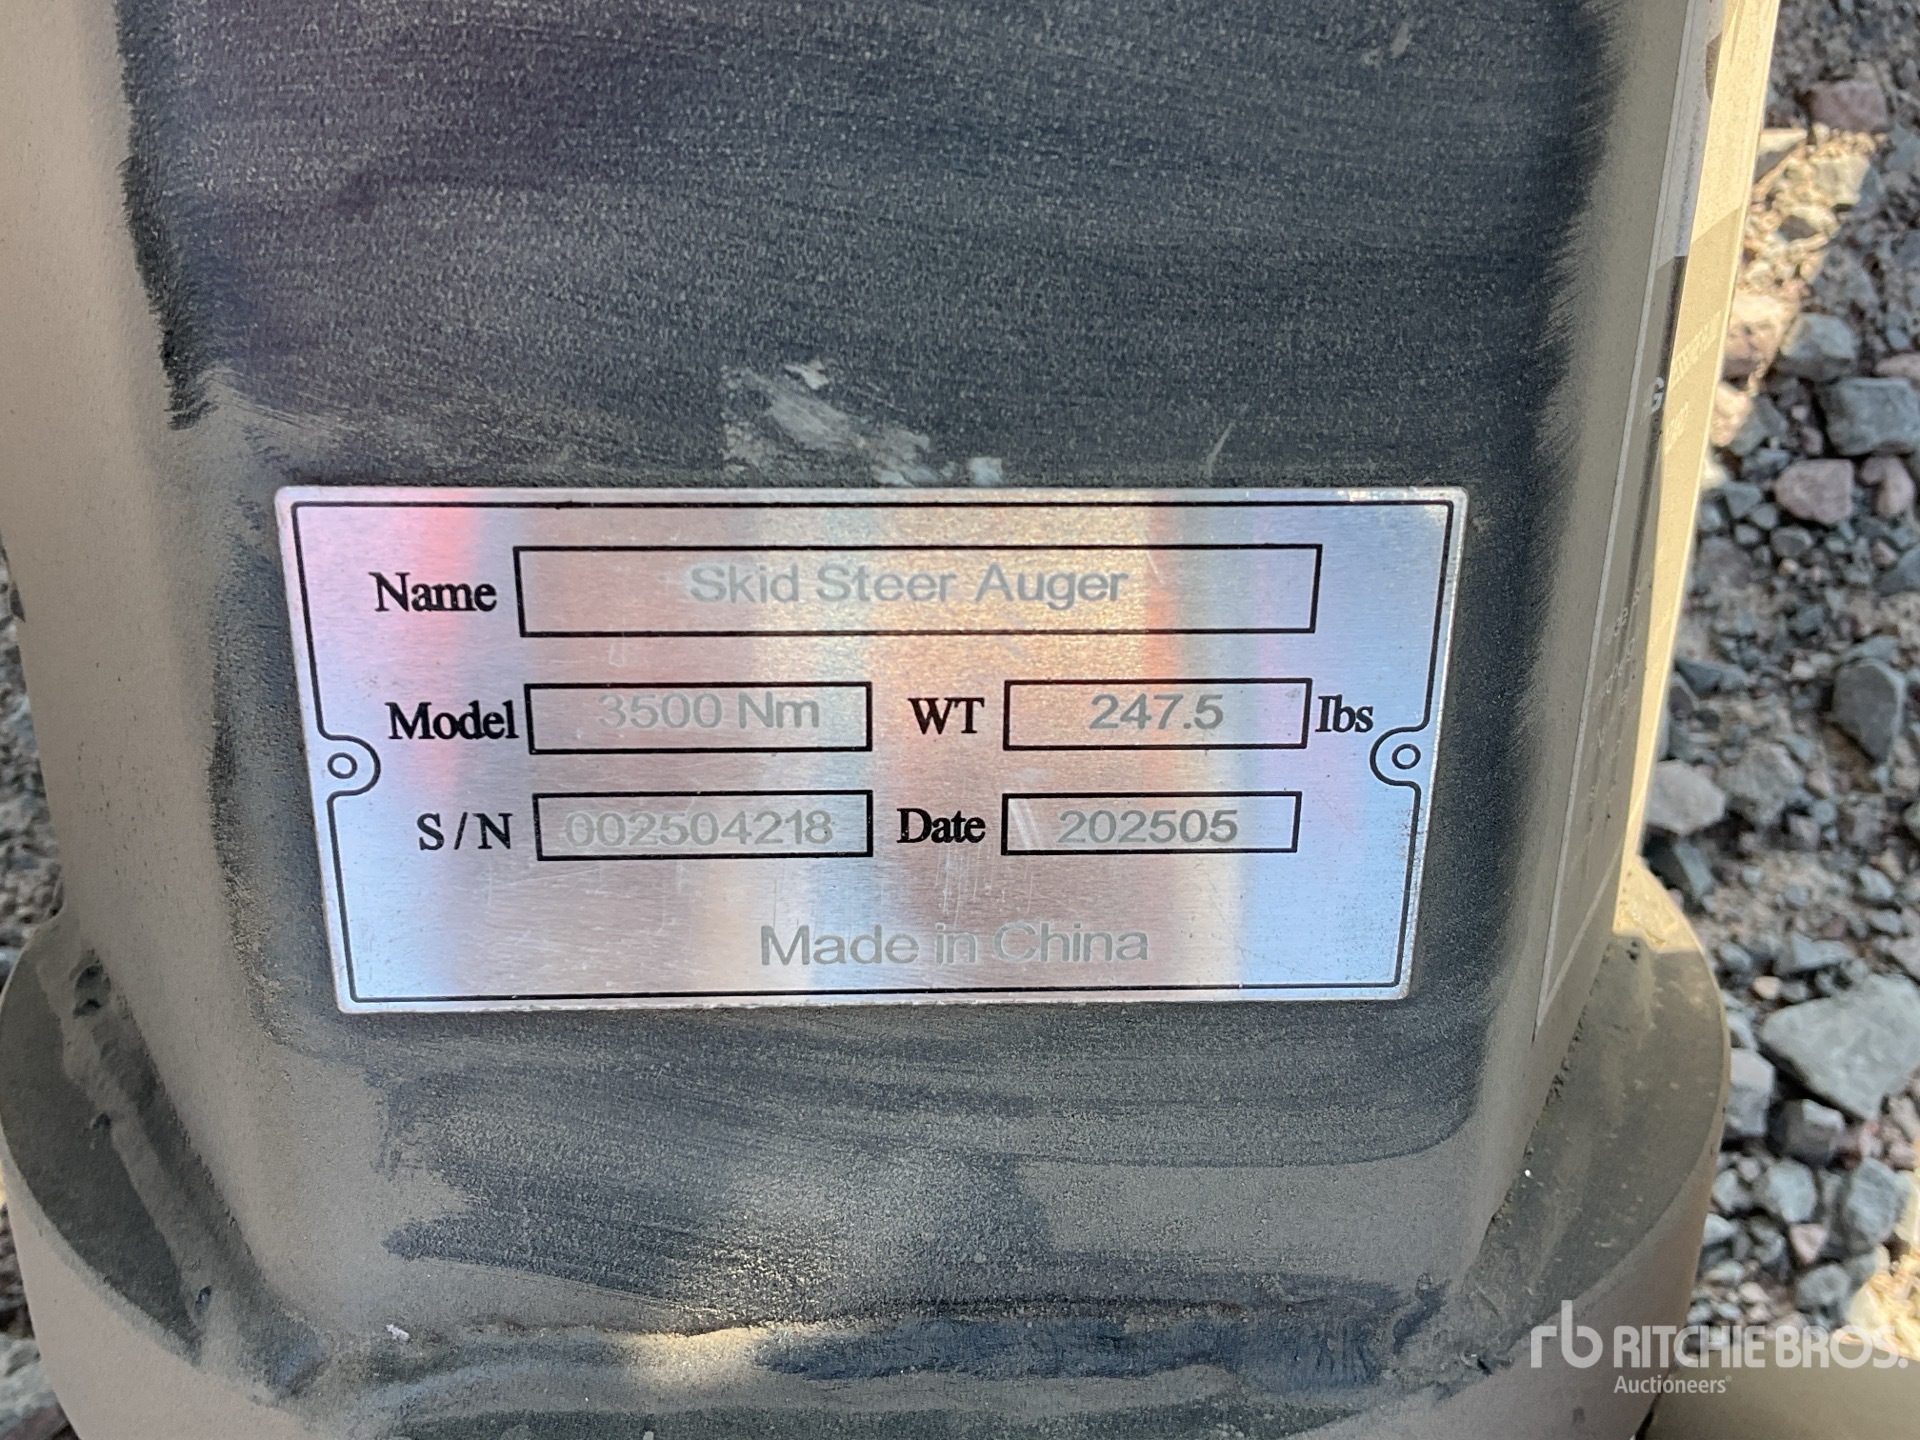 Name Skid Steer Auger
Model 3500 Nm WT 247.5 lbs
S/N 002504218 Date 202505
Made in China
G
rb RITCHIE BROS.
Auctioneers